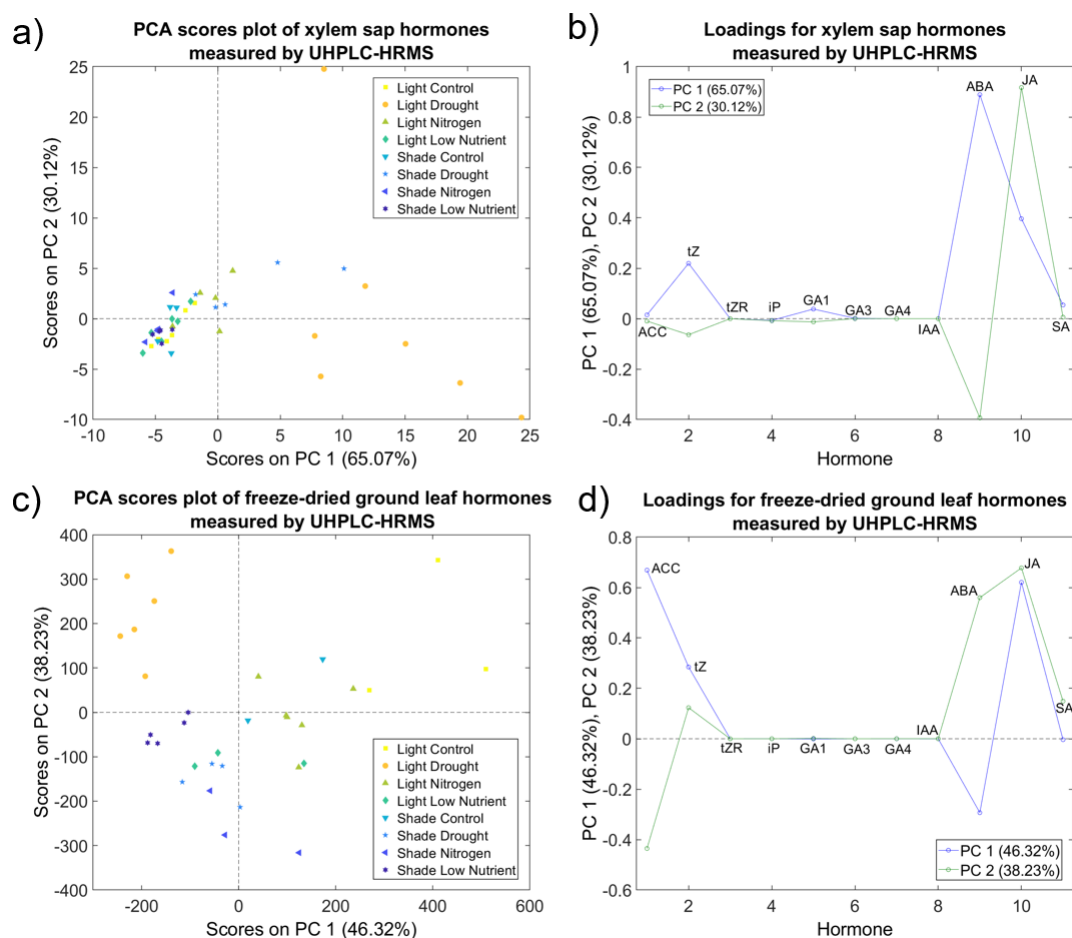 a)
PCA scores plot of xylem sap hormones
measured by UHPLC-HRMS
Scores on PC 2 (30.12%)
25
20
15
10
5
0
-5
-10
Light Control
Light Drought
Light Nitrogen
Light Low Nutrient
Shade Control
Shade Drought
Shade Nitrogen
Shade Low Nutrient
-10 -5 0 5 10 15 20 25
Scores on PC 1 (65.07%)
b)
Loadings for xylem sap hormones
measured by UHPLC-HRMS
PC 1 (65.07%), PC 2 (30.12%)
1
0.8
0.6
0.4
0.2
0
-0.2
-0.4
PC 1 (65.07%)
PC 2 (30.12%)
ACC
tZ
tZR
iP
GA1
GA3
GA4
IAA
ABA
JA
SA
2 4 6 8 10
Hormone
c)
PCA scores plot of freeze-dried ground leaf hormones
measured by UHPLC-HRMS
Scores on PC 2 (38.23%)
400
300
200
100
0
-100
-200
-300
-400
Light Control
Light Drought
Light Nitrogen
Light Low Nutrient
Shade Control
Shade Drought
Shade Nitrogen
Shade Low Nutrient
-200 0 200 400 600
Scores on PC 1 (46.32%)
d)
Loadings for freeze-dried ground leaf hormones
measured by UHPLC-HRMS
PC 1 (46.32%), PC 2 (38.23%)
0.8
0.6
0.4
0.2
0
-0.2
-0.4
-0.6
ACC
tZ
tZR
iP
GA1
GA3
GA4
IAA
ABA
JA
SA
PC 1 (46.32%)
PC 2 (38.23%)
2 4 6 8 10
Hormone